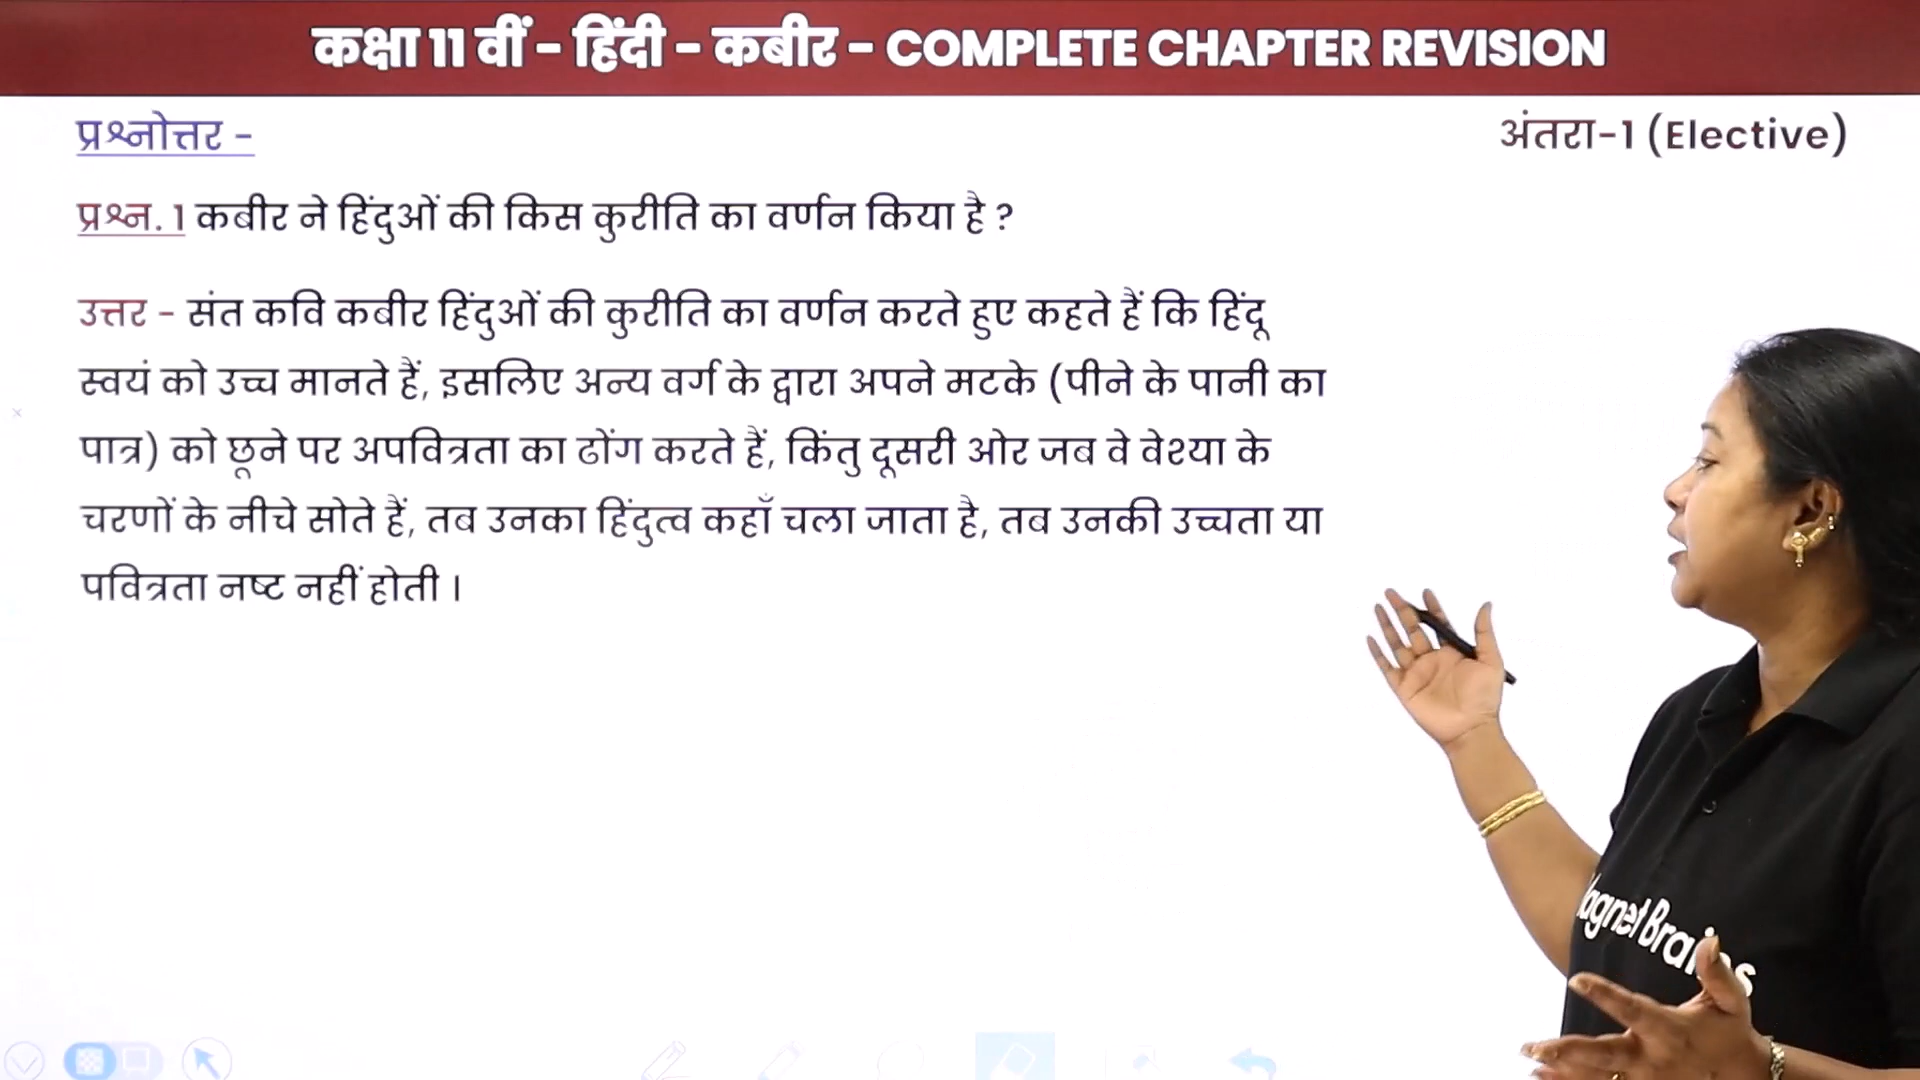 कक्षा 11 वीं – हिंदी – कबीर – COMPLETE CHAPTER REVISION
प्रश्नोत्तर –
अंतरा-1 (Elective)
प्रश्न. 1 कबीर ने हिंदुओं की किस कुरीति का वर्णन किया है ?
उत्तर – संत कवि कबीर हिंदुओं की कुरीति का वर्णन करते हुए कहते हैं कि हिंदू
स्वयं को उच्च मानते हैं, इसलिए अन्य वर्ग के द्वारा अपने मटके (पीने के पानी का
पात्र) को छूने पर अपवित्रता का ढोंग करते हैं, किंतु दूसरी ओर जब वे वेश्या के
चरणों के नीचे सोते हैं, तब उनका हिंदुत्व कहाँ चला जाता है, तब उनकी उच्चता या
पवित्रता नष्ट नहीं होती ।